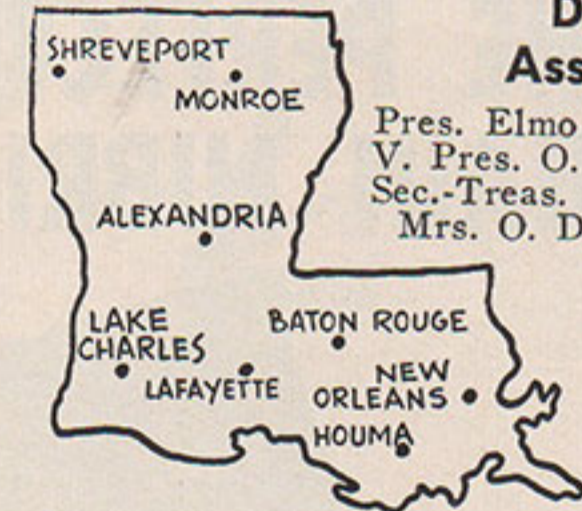 D
Ass
Pres. Elmo
V. Pres. O.
Sec.-Treas.
Mrs. O. D
SHREVEPORT
MONROE
ALEXANDRIA
LAKE
CHARLES
LAFAYETTE
BATON ROUGE
NEW
ORLEANS
HOUMA